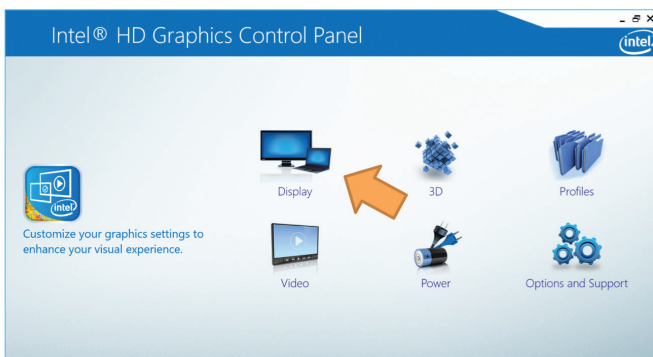 Intel® HD Graphics Control Panel
intel
Display
3D
Profiles
intel
Customize your graphics settings to
enhance your visual experience.
Video
Power
Options and Support